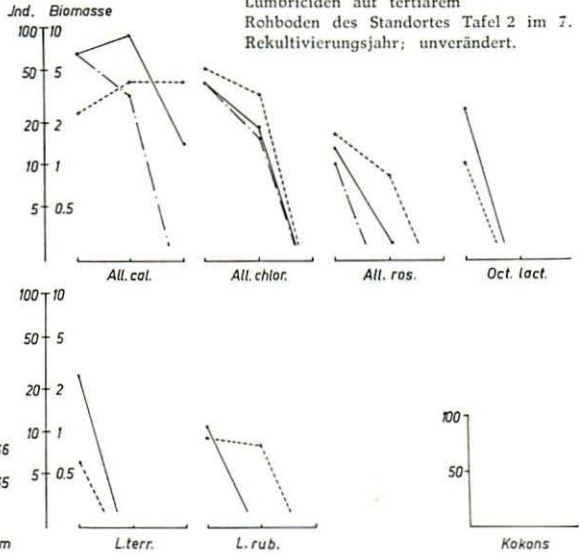 Lumbriciden auf tertiärem
Rohboden des Standortes Tafel 2 im 7.
Rekultivierungsjahr; unverändert.
Jnd. Biomasse
100 10
50 5
20 2
10 1
5 0.5
All. cal. All. chlor. All. ros. Oct. lact.
100 10
50 5
20 2
10 1
5 0.5
L.terr. L. rub.
100
50
Kokons